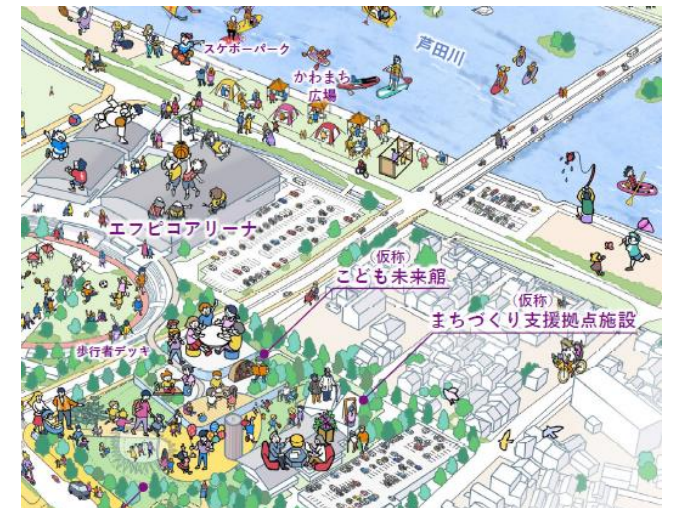 スケボーパーク
芦田川
かわまち
広場
エフピコアリーナ
(仮称)
こども未来館
(仮称)
まちづくり支援拠点施設
歩行者デッキ